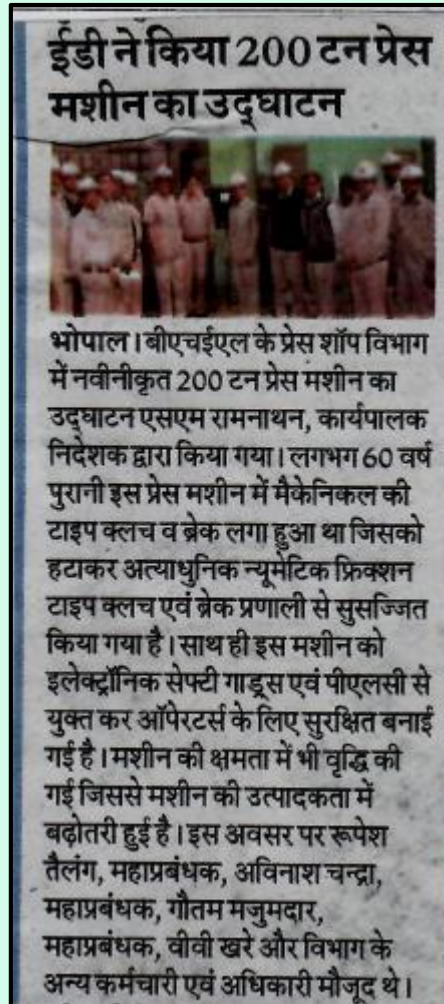 ईडी ने किया 200 टन प्रेस
मशीन का उद्घाटन
भोपाल। बीएचईएल के प्रेस शॉप विभाग
में नवीनीकृत 200 टन प्रेस मशीन का
उद्घाटन एसएम रामनाथन, कार्यपालक
निदेशक द्वारा किया गया। लगभग 60 वर्ष
पुरानी इस प्रेस मशीन में मैकेनिकल की
टाइप क्लच व ब्रेक लगा हुआ था जिसको
हटाकर अत्याधुनिक न्यूमेटिक फ्रिक्शन
टाइप क्लच एवं ब्रेक प्रणाली से सुसज्जित
किया गया है। साथ ही इस मशीन को
इलेक्ट्रॉनिक सेफ्टी गार्ड्स एवं पीएलसी से
युक्त कर ऑपेरटर्स के लिए सुरक्षित बनाई
गई है। मशीन की क्षमता में भी वृद्धि की
गई जिससे मशीन की उत्पादकता में
बढ़ोतरी हुई है। इस अवसर पर रूपेश
तैलंग, महाप्रबंधक, अविनाश चन्द्रा,
महाप्रबंधक, गौतम मजुमदार,
महाप्रबंधक, वीवी खरे और विभाग के
अन्य कर्मचारी एवं अधिकारी मौजूद थे।